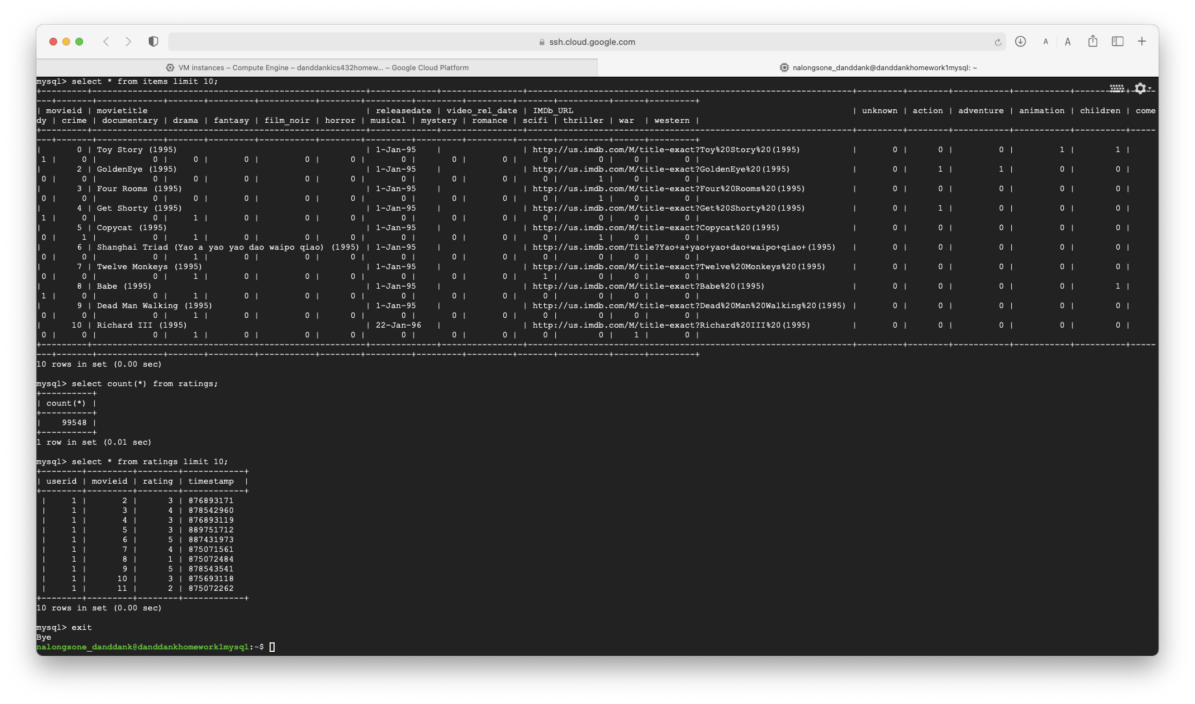 ssh.cloud.google.com
A A
VM instances – Compute Engine – danddankics432homew... – Google Cloud Platform
nalongsone_danddank@danddankhomework1mysql: ~
mysql> select * from items limit 10;
| movieid | movietitle | releasedate | video_rel_date | IMDb_URL | unknown | action | adventure | animation | children | come
dy | crime | documentary | drama | fantasy | film_noir | horror | musical | mystery | romance | scifi | thriller | war | western |
| 0 | Toy Story (1995) | 1-Jan-95 | | http://us.imdb.com/M/title-exact?Toy%20Story%20(1995) | 0 | 0 | 0 | 1 | 1 |
1 | 0 | 0 | 0 | 0 | 0 | 0 | 0 | 0 | 0 | 0 | 0 | 0 | 0 |
| 2 | GoldenEye (1995) | 1-Jan-95 | | http://us.imdb.com/M/title-exact?GoldenEye%20(1995) | 0 | 1 | 1 | 0 | 0 |
0 | 0 | 0 | 0 | 0 | 0 | 0 | 0 | 0 | 0 | 0 | 1 | 0 | 0 |
| 3 | Four Rooms (1995) | 1-Jan-95 | | http://us.imdb.com/M/title-exact?Four%20Rooms%20(1995) | 0 | 0 | 0 | 0 | 0 |
0 | 0 | 0 | 0 | 0 | 0 | 0 | 0 | 0 | 0 | 0 | 1 | 0 | 0 |
| 4 | Get Shorty (1995) | 1-Jan-95 | | http://us.imdb.com/M/title-exact?Get%20Shorty%20(1995) | 0 | 1 | 0 | 0 | 0 |
1 | 0 | 0 | 1 | 0 | 0 | 0 | 0 | 0 | 0 | 0 | 0 | 0 | 0 |
| 5 | Copycat (1995) | 1-Jan-95 | | http://us.imdb.com/M/title-exact?Copycat%20(1995) | 0 | 0 | 0 | 0 | 0 |
0 | 1 | 0 | 1 | 0 | 0 | 0 | 0 | 0 | 0 | 0 | 1 | 0 | 0 |
| 6 | Shanghai Triad (Yao a yao yao dao waipo qiao) (1995) | 1-Jan-95 | | http://us.imdb.com/Title?Yao+a+yao+yao+dao+waipo+qiao+(1995) | 0 | 0 | 0 | 0 | 0 |
0 | 0 | 0 | 1 | 0 | 0 | 0 | 0 | 0 | 0 | 0 | 0 | 0 | 0 |
| 7 | Twelve Monkeys (1995) | 1-Jan-95 | | http://us.imdb.com/M/title-exact?Twelve%20Monkeys%20(1995) | 0 | 0 | 0 | 0 | 0 |
0 | 0 | 0 | 1 | 0 | 0 | 0 | 0 | 0 | 0 | 1 | 0 | 0 | 0 |
| 8 | Babe (1995) | 1-Jan-95 | | http://us.imdb.com/M/title-exact?Babe%20(1995) | 0 | 0 | 0 | 0 | 1 |
1 | 0 | 0 | 1 | 0 | 0 | 0 | 0 | 0 | 0 | 0 | 0 | 0 | 0 |
| 9 | Dead Man Walking (1995) | 1-Jan-95 | | http://us.imdb.com/M/title-exact?Dead%20Man%20Walking%20(1995) | 0 | 0 | 0 | 0 | 0 |
0 | 0 | 0 | 1 | 0 | 0 | 0 | 0 | 0 | 0 | 0 | 0 | 0 | 0 |
| 10 | Richard III (1995) | 22-Jan-96 | | http://us.imdb.com/M/title-exact?Richard%20III%20(1995) | 0 | 0 | 0 | 0 | 0 |
0 | 0 | 0 | 1 | 0 | 0 | 0 | 0 | 0 | 0 | 0 | 0 | 1 | 0 |
10 rows in set (0.00 sec)
mysql> select count(*) from ratings;
| count(*) |
| 99548 |
1 row in set (0.01 sec)
mysql> select * from ratings limit 10;
| userid | movieid | rating | timestamp |
| 1 | 2 | 3 | 876893171
| 1 | 3 | 4 | 878542960
| 1 | 4 | 3 | 876893119
| 1 | 5 | 3 | 889751712
| 1 | 6 | 5 | 887431973
| 1 | 7 | 4 | 875071561
| 1 | 8 | 1 | 875072484
| 1 | 9 | 5 | 878543541
| 1 | 10 | 3 | 875693118
| 1 | 11 | 2 | 875072262
10 rows in set (0.00 sec)
mysql> exit
Bye
nalongsone_danddank@danddankhomework1mysql:~$